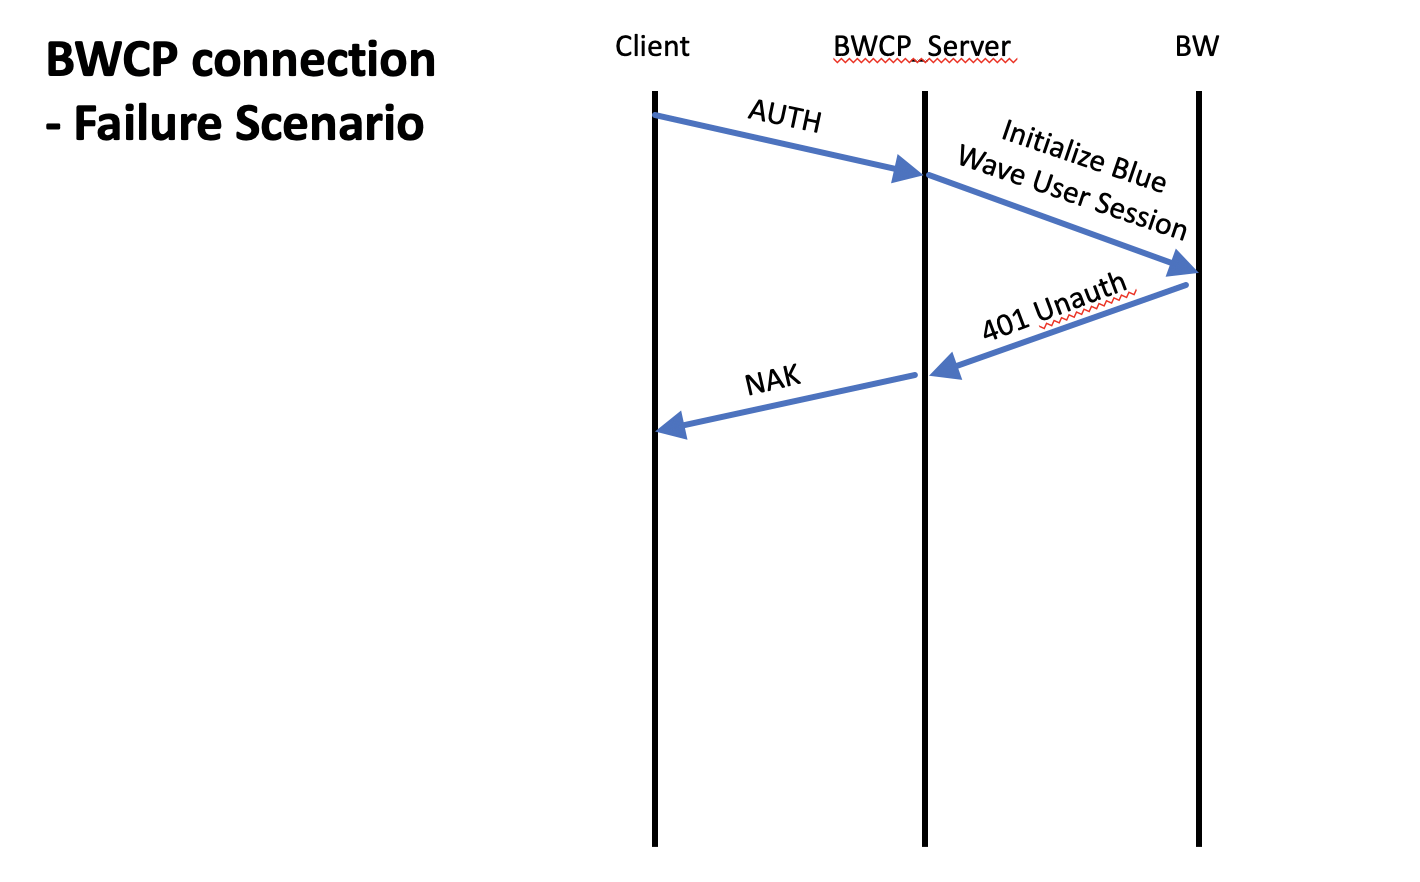 BWCP connection
- Failure Scenario
Client
BWCP_Server
BW
AUTH
Initialize Blue
Wave User Session
401 Unauth
NAK